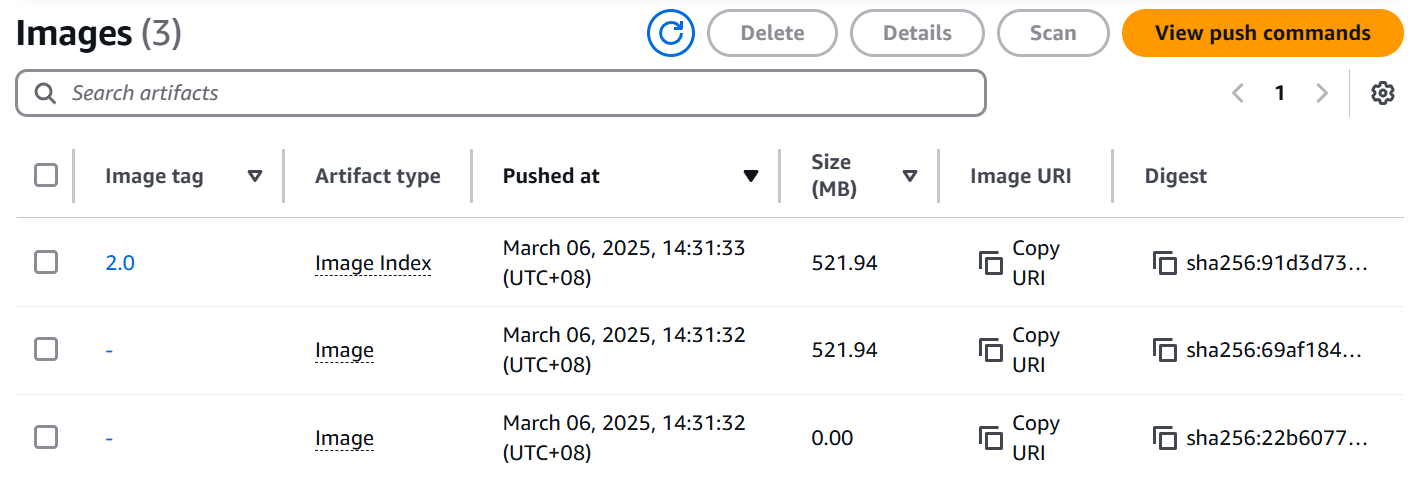 Images (3)
Delete
Details
Scan
View push commands
Search artifacts
1
Image tag
Artifact type
Pushed at
Size
(MB)
Image URI
Digest
2.0
Image Index
March 06, 2025, 14:31:33
(UTC+08)
521.94
Copy
URI
sha256:91d3d73...
-
Image
March 06, 2025, 14:31:32
(UTC+08)
521.94
Copy
URI
sha256:69af184...
-
Image
March 06, 2025, 14:31:32
(UTC+08)
0.00
Copy
URI
sha256:22b6077...